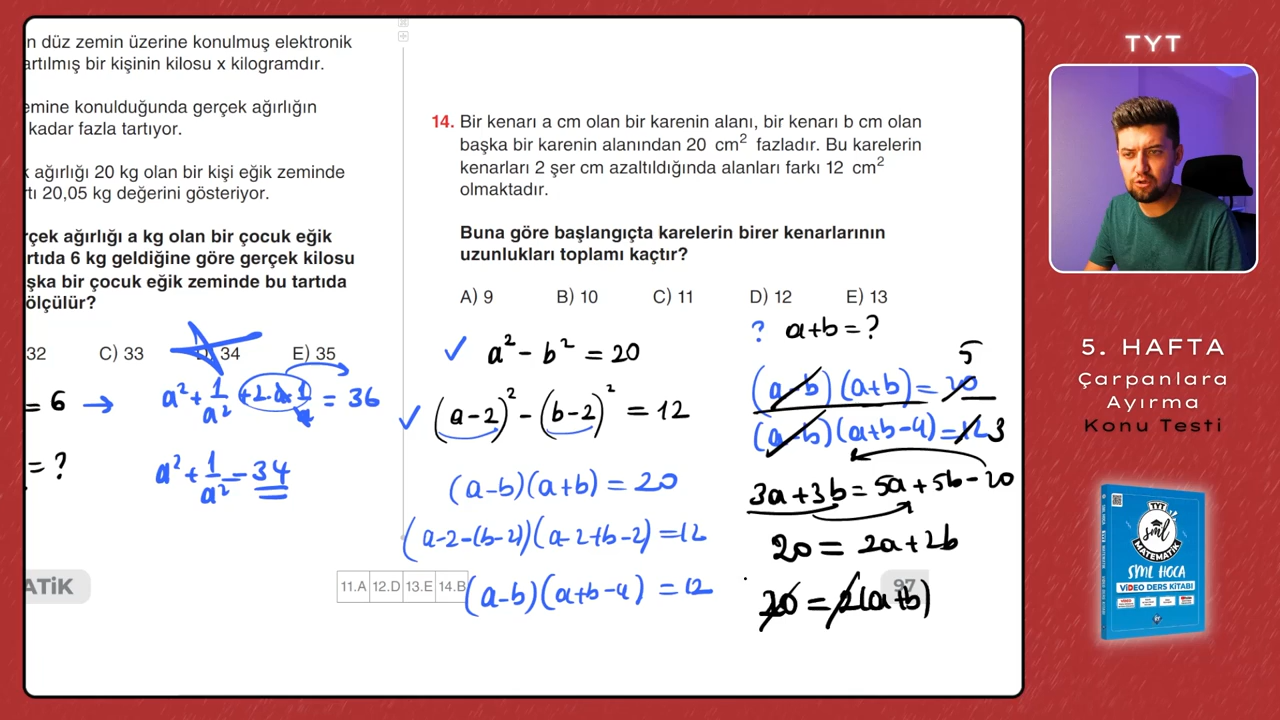 n düz zemin üzerine konulmuş elektronik
artılmış bir kişinin kilosu x kilogramdır.
emine konulduğunda gerçek ağırlığın
kadar fazla tartıyor.
k ağırlığı 20 kg olan bir kişi eğik zeminde
rtı 20,05 kg değerini gösteriyor.
rçek ağırlığı a kg olan bir çocuk eğik
artıda 6 kg geldiğine göre gerçek kilosu
şka bir çocuk eğik zeminde bu tartıda
ölçülür?
32 C) 33 D) 34 E) 35
= 6 → a² + 1/a² + 2·a·1/a = 36
= ? a² + 1/a² = 34
14. Bir kenarı a cm olan bir karenin alanı, bir kenarı b cm olan
başka bir karenin alanından 20 cm² fazladır. Bu karelerin
kenarları 2 şer cm azaltıldığında alanları farkı 12 cm²
olmaktadır.
Buna göre başlangıçta karelerin birer kenarlarının
uzunlukları toplamı kaçtır?
A) 9 B) 10 C) 11 D) 12 E) 13
✓ a² - b² = 20
✓ (a-2)² - (b-2)² = 12
(a-b)(a+b) = 20
(a-2-(b-2))(a-2+b-2) = 12
(a-b)(a+b-4) = 12
? a+b = ?
5
(a-b)(a+b) = 20
(a-b)(a+b-4) = 12 3
3a+3b = 5a+5b-20
20 = 2a+2b
20 = 2(a+b)
ATİK
11.A 12.D 13.E 14.B
97
TYT
5. HAFTA
Çarpanlara
Ayırma
Konu Testi
TYT
sml
MATEMATİK
SML HOCA
VİDEO DERS KİTABI